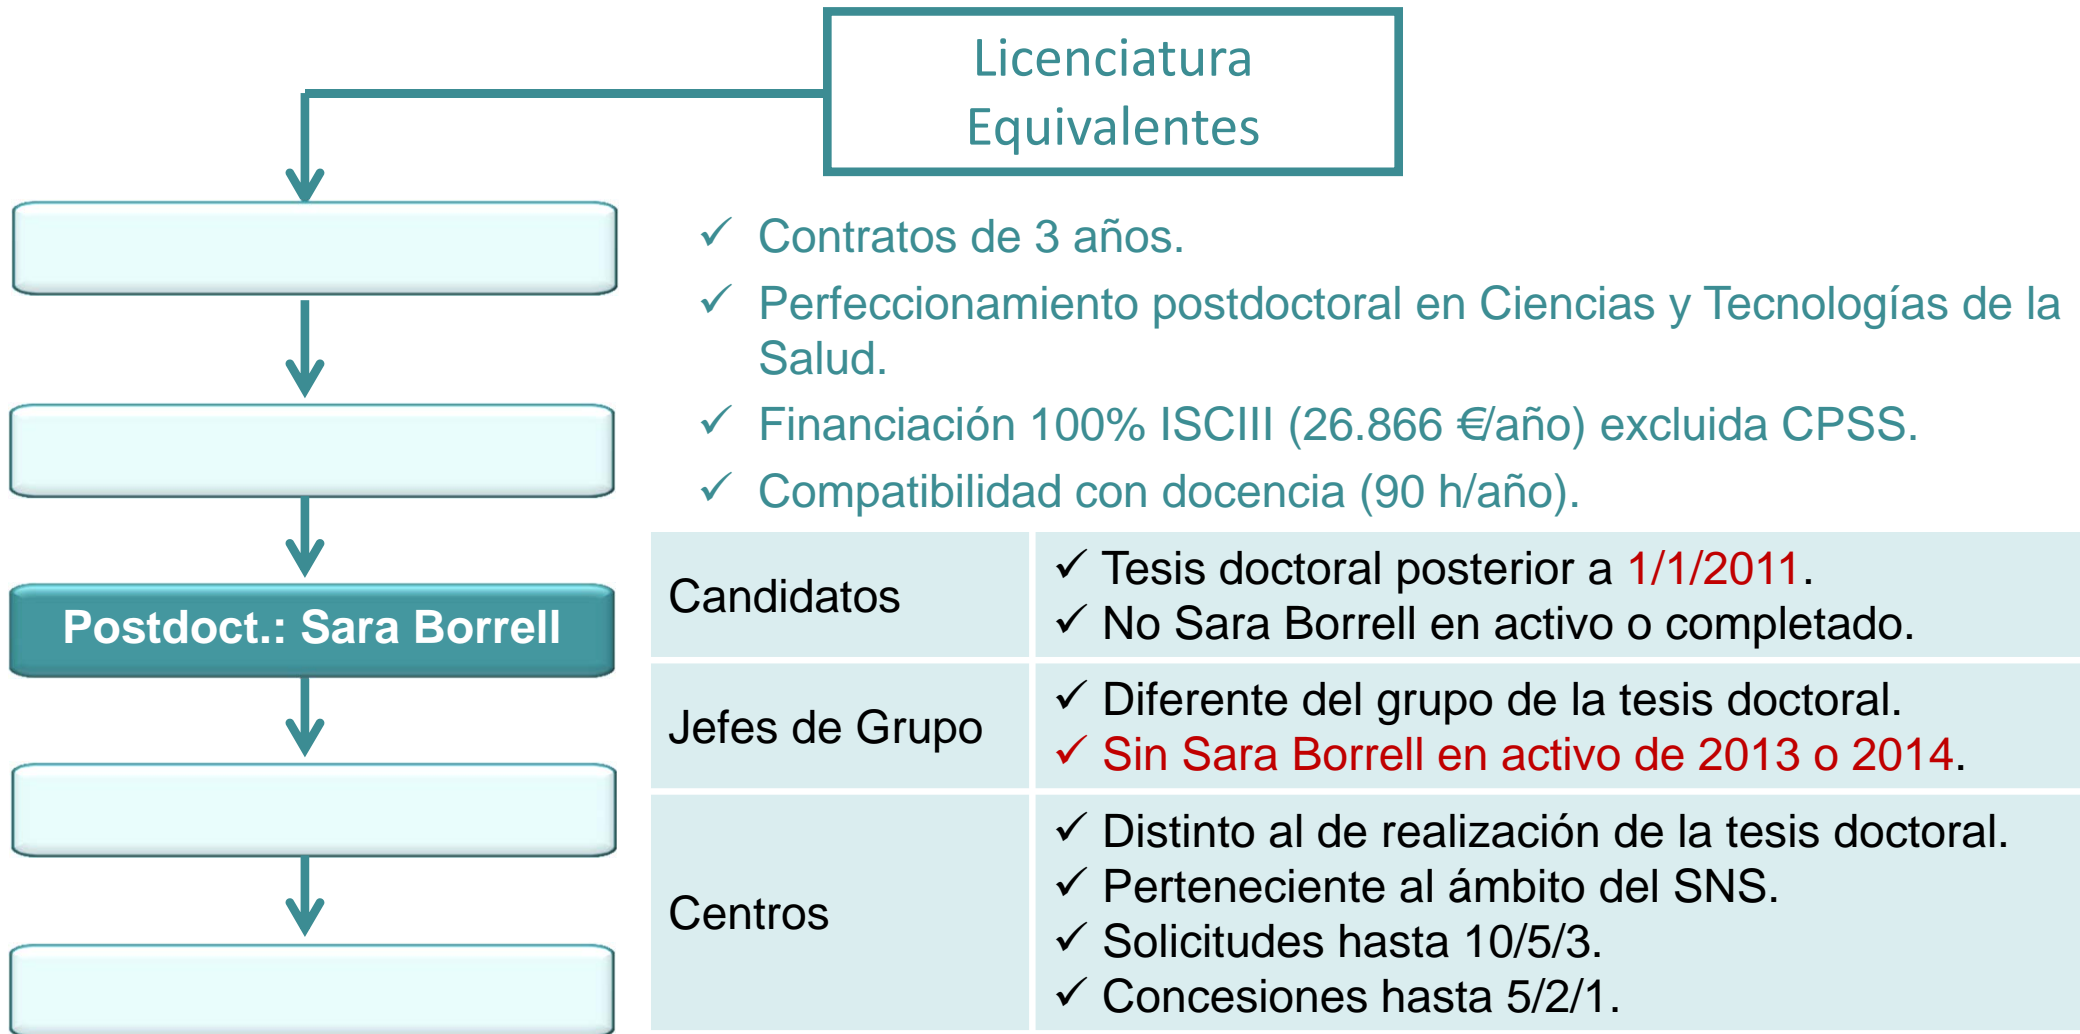 Licenciatura
Equivalentes
✓ Contratos de 3 años.
✓ Perfeccionamiento postdoctoral en Ciencias y Tecnologías de la
Salud.
✓ Financiación 100% ISCIII (26.866 €/año) excluida CPSS.
✓ Compatibilidad con docencia (90 h/año).
Postdoct.: Sara Borrell
Candidatos
✓ Tesis doctoral posterior a 1/1/2011.
✓ No Sara Borrell en activo o completado.
Jefes de Grupo
✓ Diferente del grupo de la tesis doctoral.
✓ Sin Sara Borrell en activo de 2013 o 2014.
Centros
✓ Distinto al de realización de la tesis doctoral.
✓ Perteneciente al ámbito del SNS.
✓ Solicitudes hasta 10/5/3.
✓ Concesiones hasta 5/2/1.